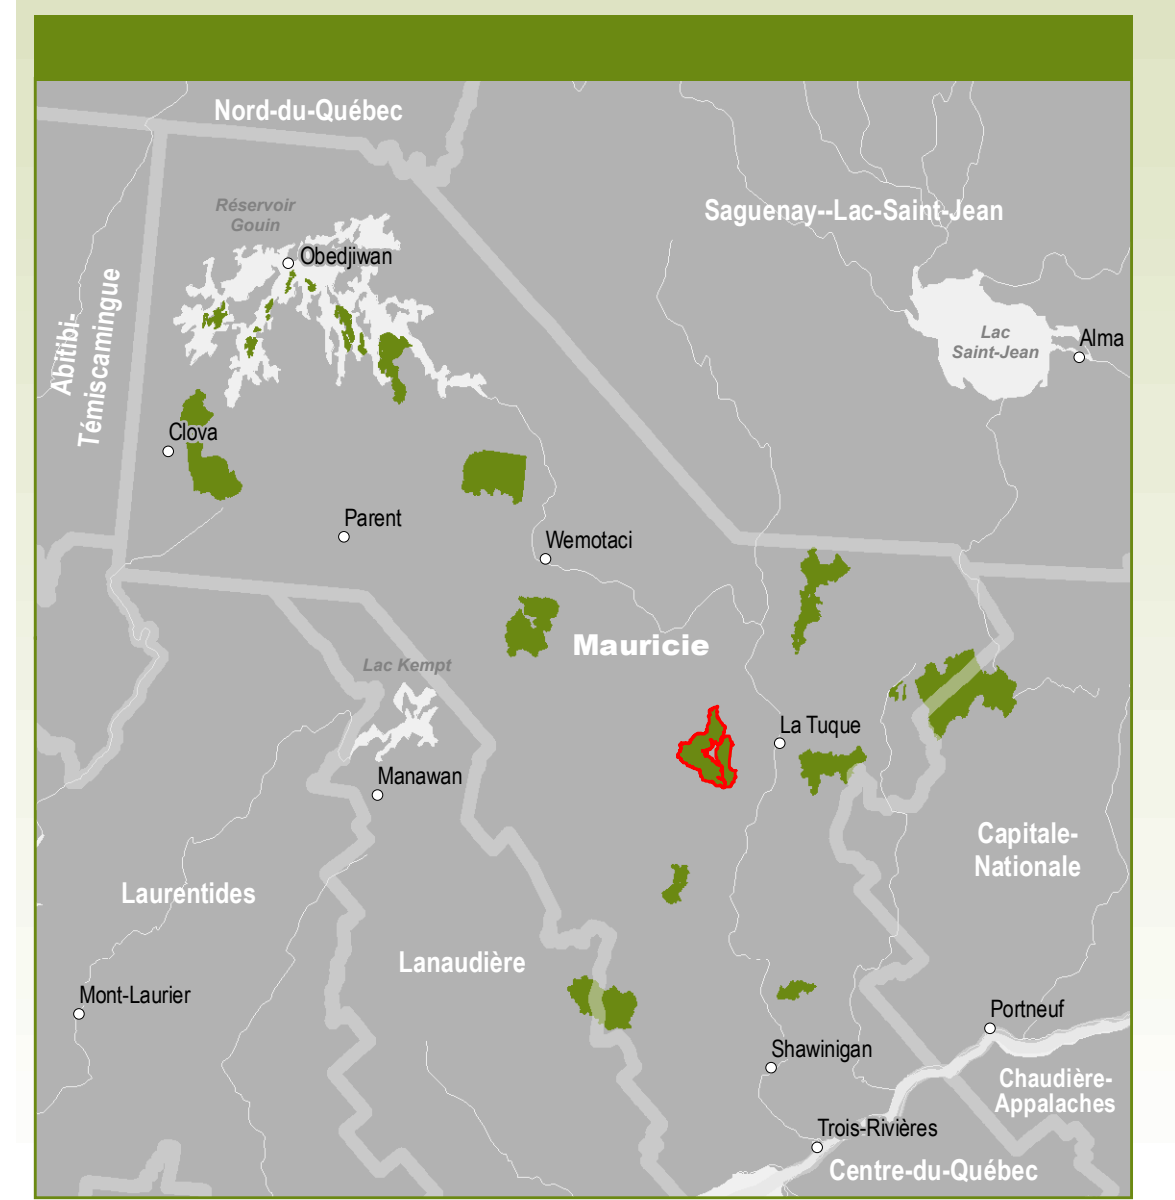 Nord-du-Québec
Réservoir
Gouin
Saguenay--Lac-Saint-Jean
Obedjiwan
Abitibi-
Témiscamingue
Lac
Saint-Jean
Alma
Clova
Parent
Wemotaci
Mauricie
Lac Kempt
La Tuque
Manawan
Capitale-
Nationale
Laurentides
Lanaudière
Mont-Laurier
Portneuf
Shawinigan
Chaudière-
Appalaches
Trois-Rivières
Centre-du-Québec